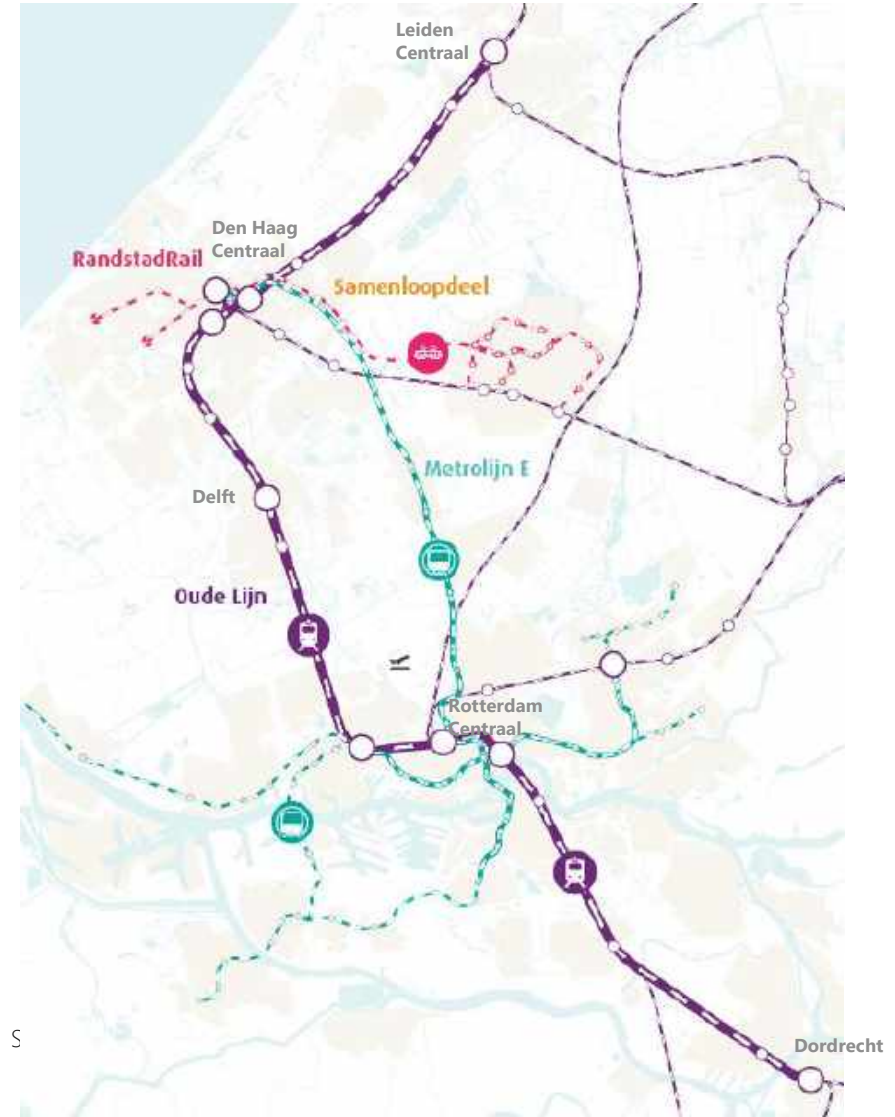 Leiden
Centraal
Den Haag
Centraal
RandstadRail
Samenloopdeel
Metrolijn E
Delft
Oude Lijn
Rotterdam
Centraal
S
Dordrecht